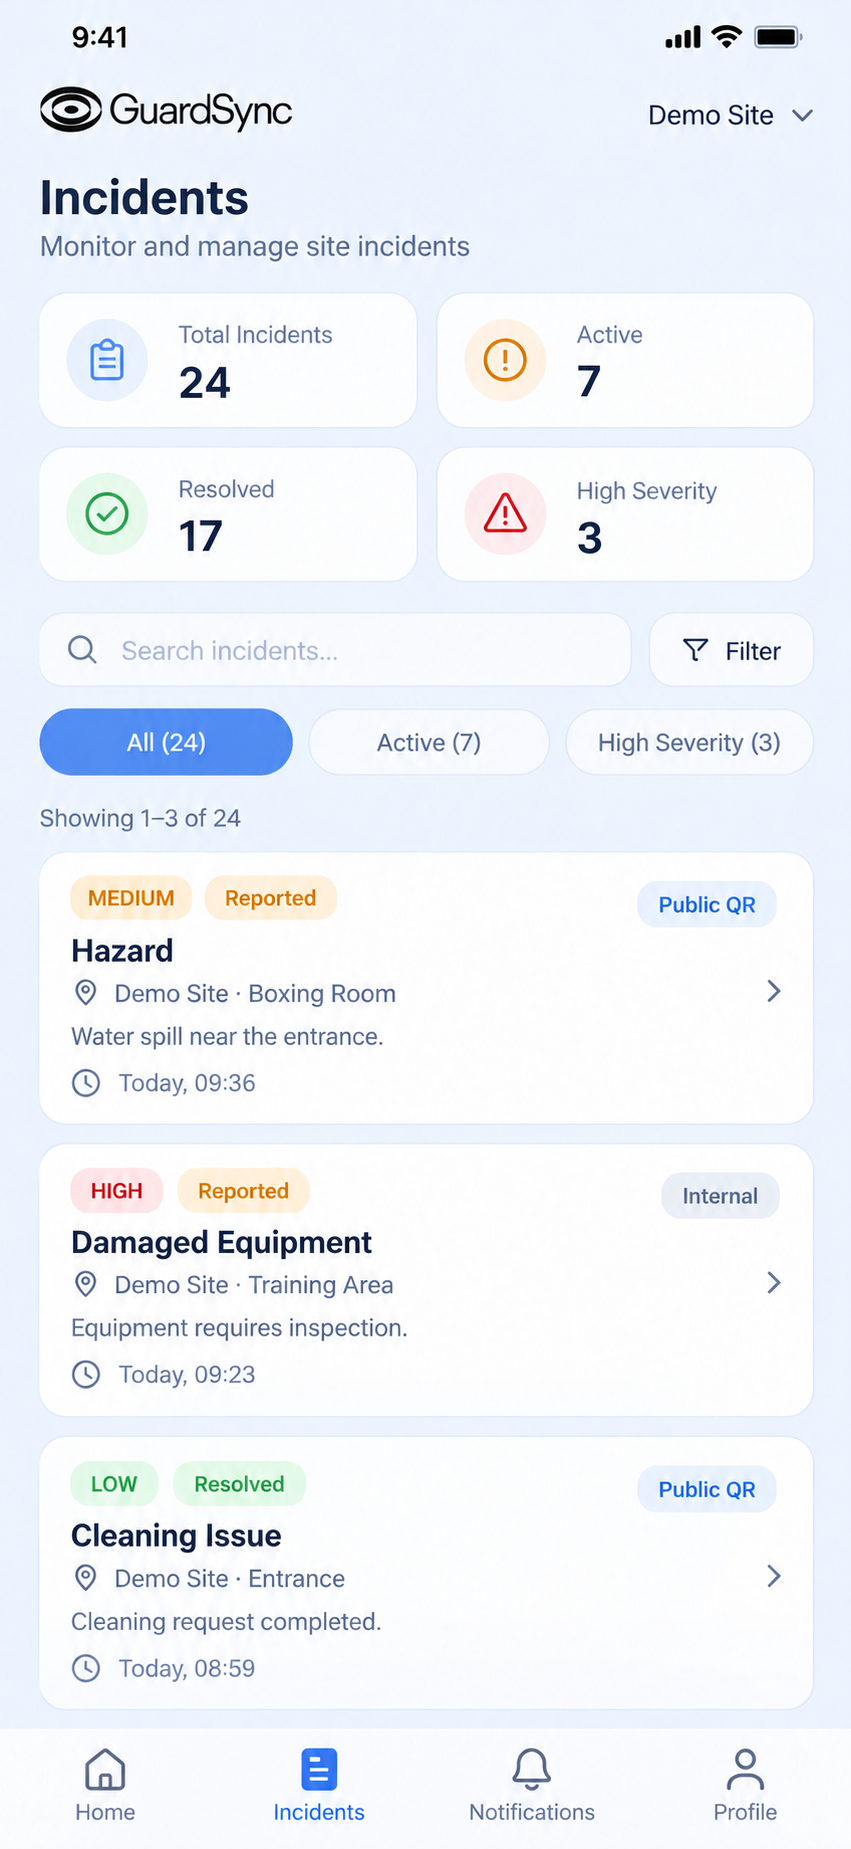 9:41
GuardSync
Demo Site
Incidents
Monitor and manage site incidents
Total Incidents
24
Active
7
Resolved
17
High Severity
3
Search incidents...
Filter
All (24)
Active (7)
High Severity (3)
Showing 1–3 of 24
MEDIUM
Reported
Public QR
Hazard
Demo Site · Boxing Room
Water spill near the entrance.
Today, 09:36
HIGH
Reported
Internal
Damaged Equipment
Demo Site · Training Area
Equipment requires inspection.
Today, 09:23
LOW
Resolved
Public QR
Cleaning Issue
Demo Site · Entrance
Cleaning request completed.
Today, 08:59
Home
Incidents
Notifications
Profile